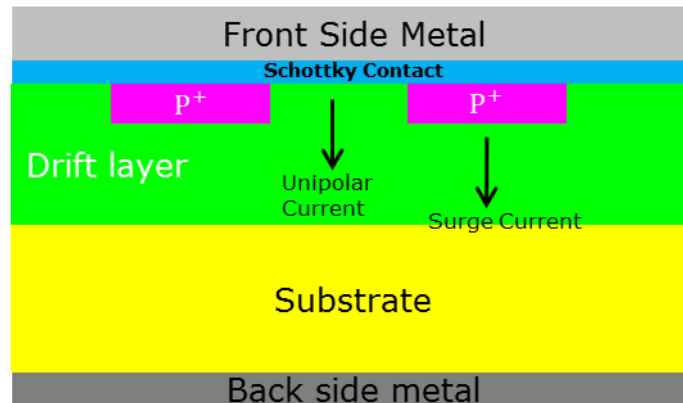 Front Side Metal
Schottky Contact
P⁺ P⁺
Drift layer
Unipolar
Current
Surge Current
Substrate
Back side metal